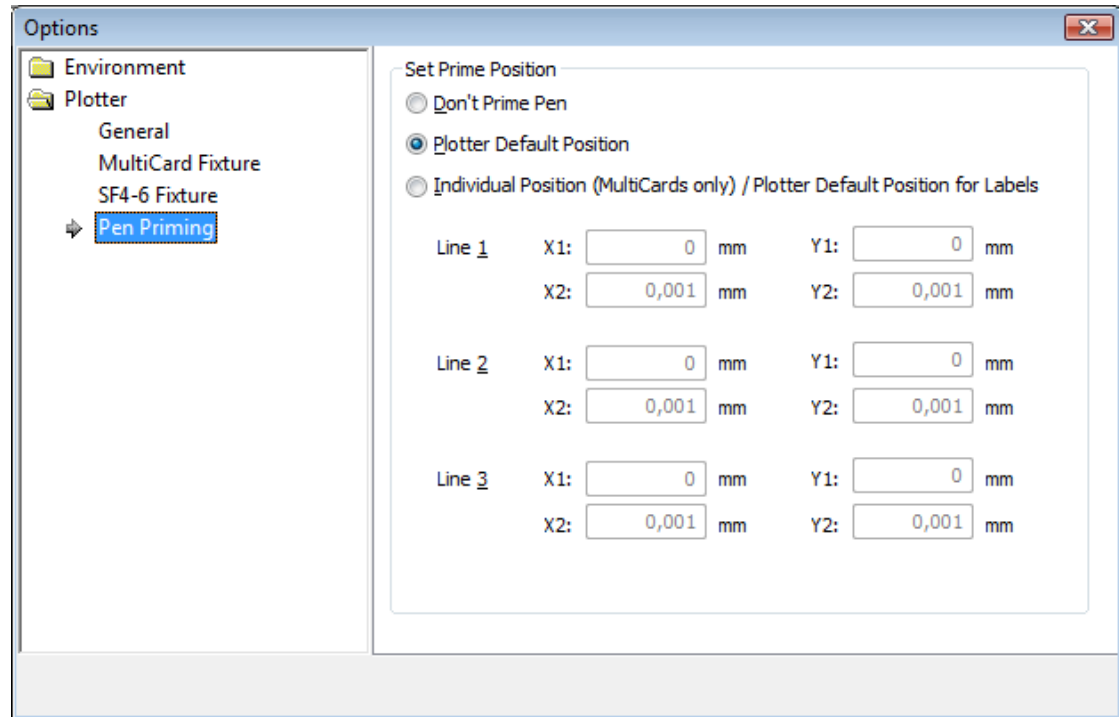 Options
Environment
Plotter
General
MultiCard Fixture
SF4-6 Fixture
Pen Priming
Set Prime Position
Don't Prime Pen
Plotter Default Position
Individual Position (MultiCards only) / Plotter Default Position for Labels
Line 1 X1: 0 mm Y1: 0 mm
X2: 0,001 mm Y2: 0,001 mm
Line 2 X1: 0 mm Y1: 0 mm
X2: 0,001 mm Y2: 0,001 mm
Line 3 X1: 0 mm Y1: 0 mm
X2: 0,001 mm Y2: 0,001 mm